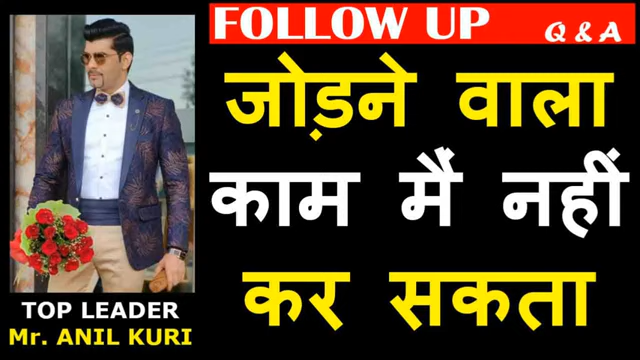 FOLLOW UP Q & A
जोड़ने वाला
काम मैं नहीं
कर सकता
TOP LEADER
Mr. ANIL KURI